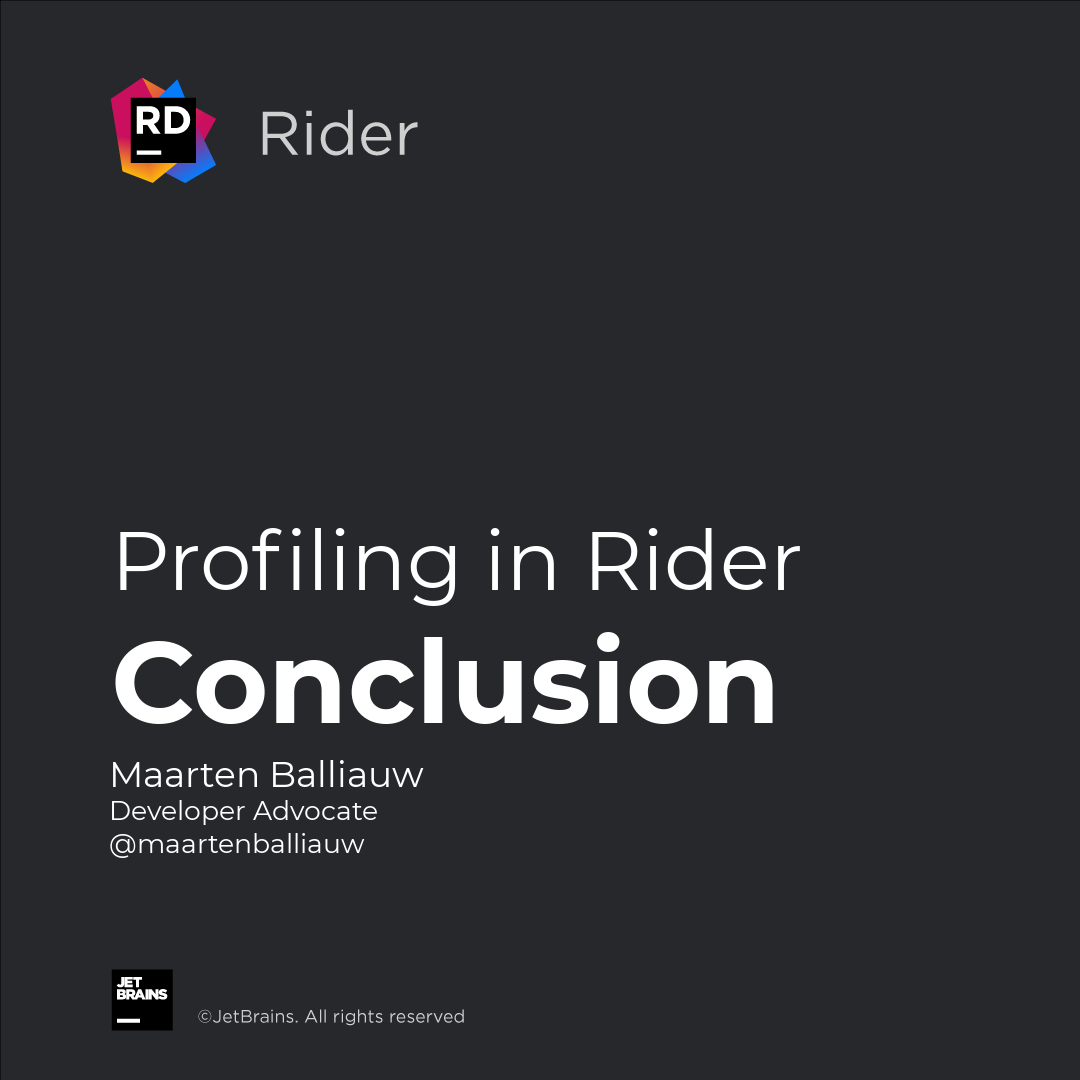 RD
Rider
Profiling in Rider
Conclusion
Maarten Balliauw
Developer Advocate
@maartenballiauw
JET
BRAINS
©JetBrains. All rights reserved